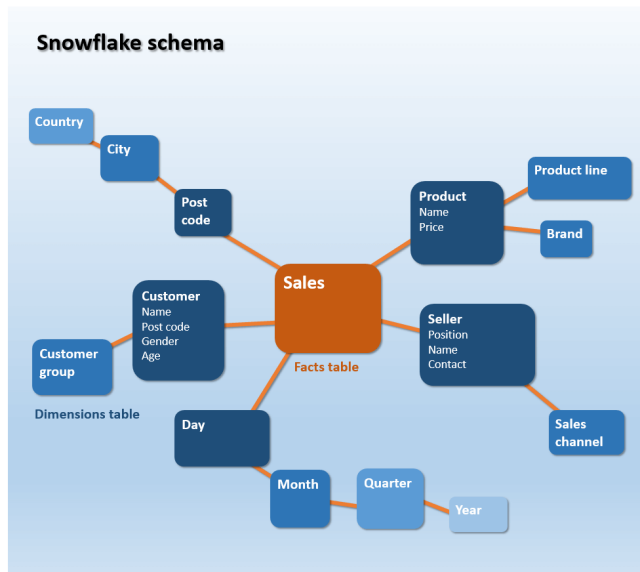 Snowflake schema
Country
City
Post
code
Product
Name
Price
Product line
Brand
Sales
Facts table
Customer
Name
Post code
Gender
Age
Customer
group
Dimensions table
Seller
Position
Name
Contact
Sales
channel
Day
Month
Quarter
Year